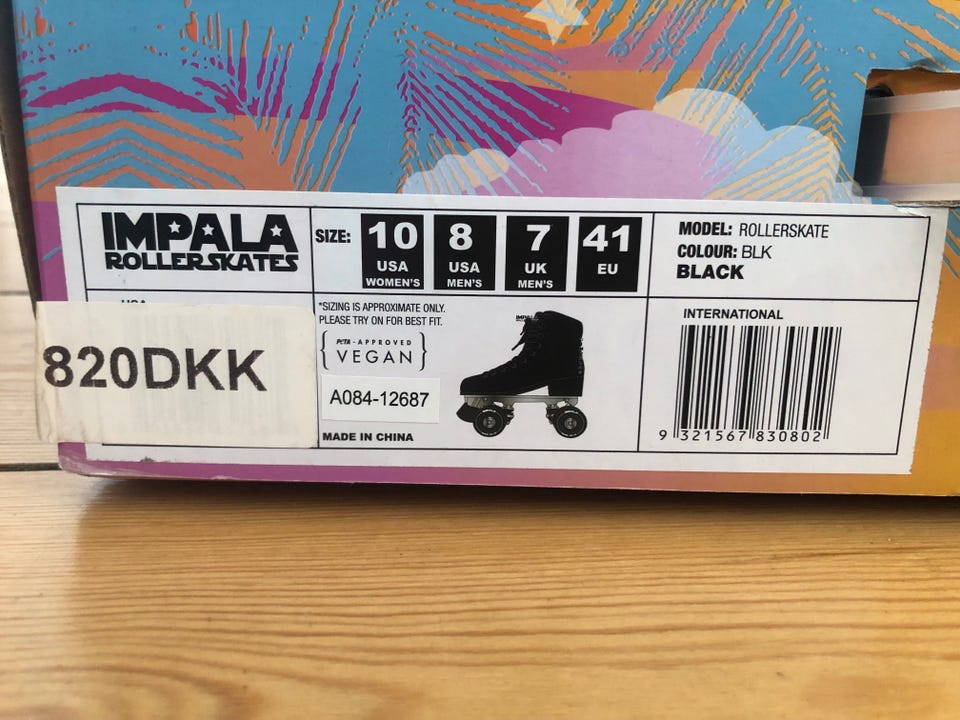 IMPALA
ROLLERSKATES
SIZE:
10
USA
WOMEN'S
8
USA
MEN'S
7
UK
MEN'S
41
EU
MODEL: ROLLERSKATE
COLOUR: BLK
BLACK
*SIZING IS APPROXIMATE ONLY.
PLEASE TRY ON FOR BEST FIT.
PETA - APPROVED
VEGAN
A084-12687
MADE IN CHINA
820DKK
INTERNATIONAL
9 321567 830802